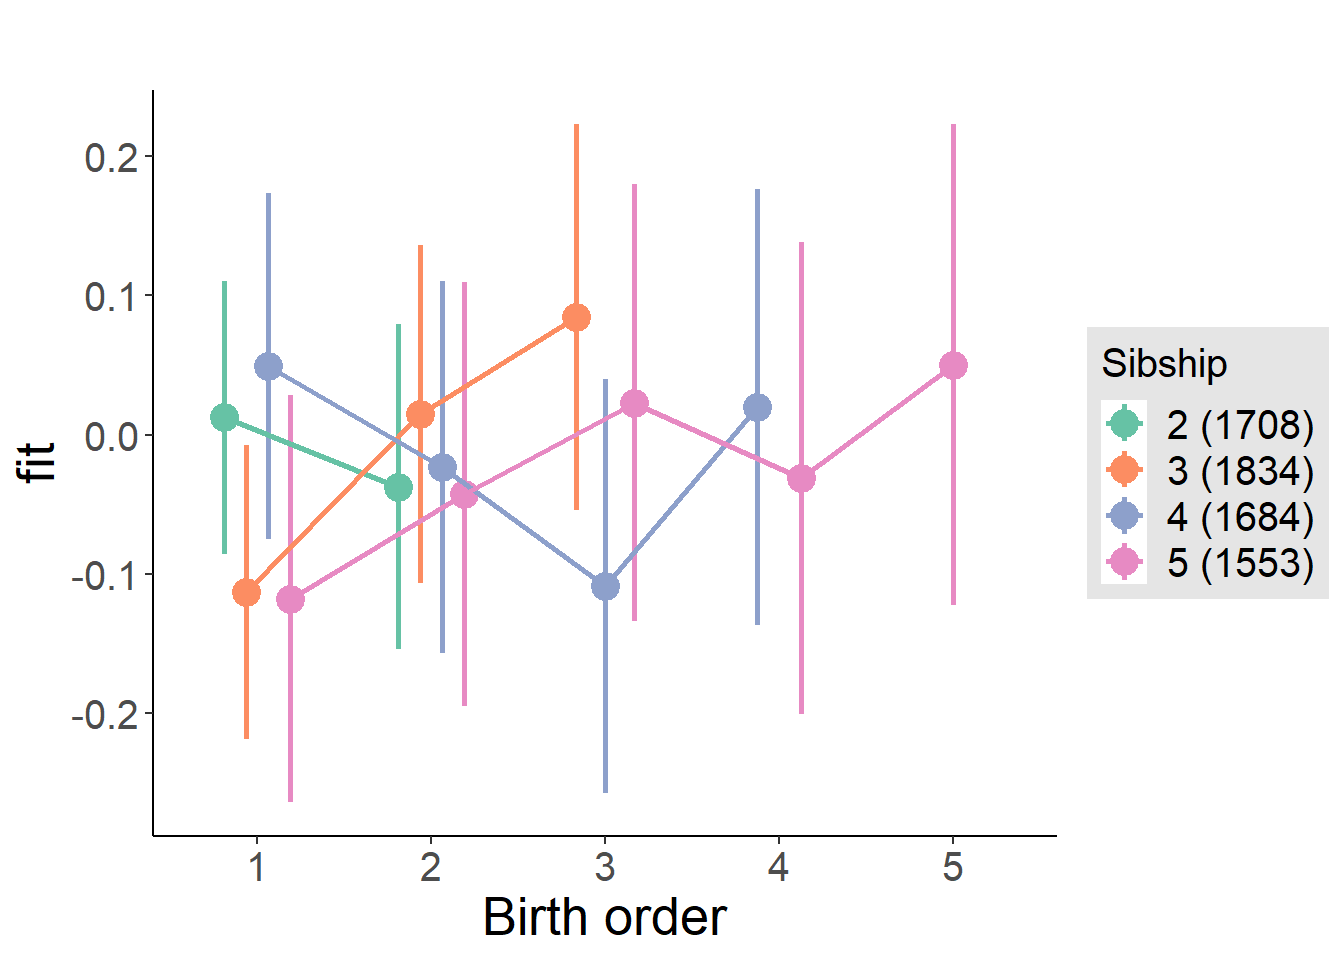 fit
0.2
0.1
0.0
-0.1
-0.2
1 2 3 4 5
Birth order
Sibship
2 (1708)
3 (1834)
4 (1684)
5 (1553)